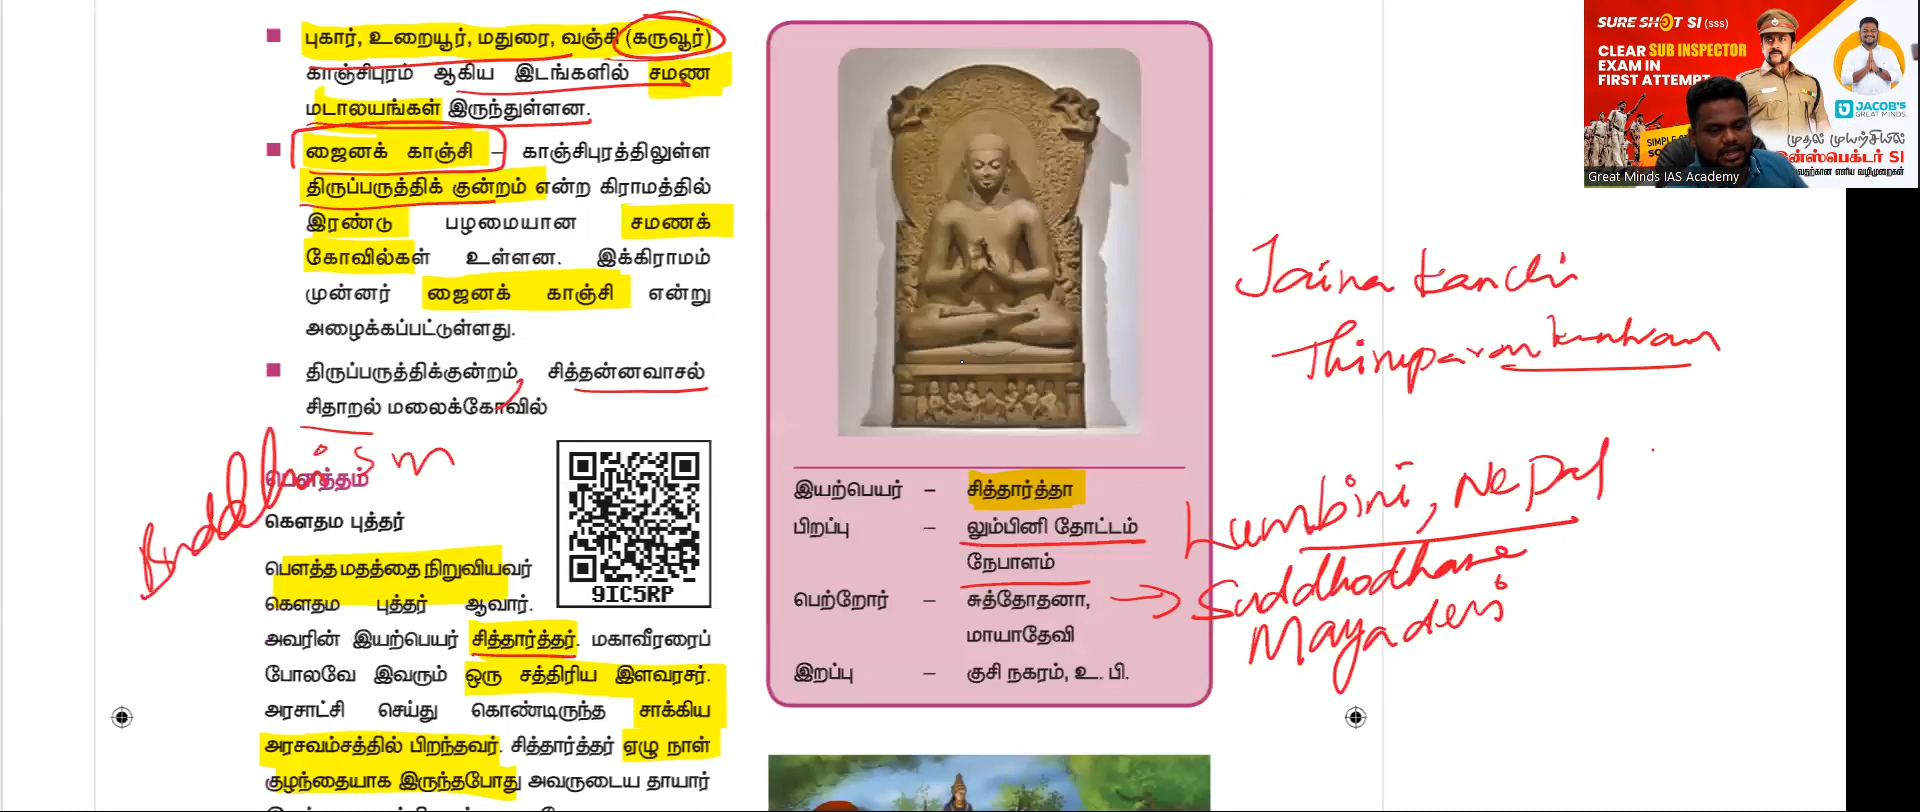 புகார், உறையூர், மதுரை, வஞ்சி (கருவூர்)
காஞ்சிபுரம் ஆகிய இடங்களில் சமண
மடாலயங்கள் இருந்துள்ளன.
ஜைனக் காஞ்சி – காஞ்சிபுரத்திலுள்ள
திருப்பருத்திக் குன்றம் என்ற கிராமத்தில்
இரண்டு பழமையான சமணக்
கோவில்கள் உள்ளன. இக்கிராமம்
முன்னர் ஜைனக் காஞ்சி என்று
அழைக்கப்பட்டுள்ளது.
திருப்பருத்திக்குன்றம், சித்தன்னவாசல்
சிதாறல் மலைக்கோவில்
Buddhism
பௌத்தம்
கௌதம புத்தர்
பௌத்தமதத்தை நிறுவியவர்
கௌதம புத்தர் ஆவார்.
அவரின் இயற்பெயர் சித்தார்த்தர். மகாவீரரைப்
போலவே இவரும் ஒரு சத்திரிய இளவரசர்.
அரசாட்சி செய்து கொண்டிருந்த சாக்கிய
அரசவம்சத்தில் பிறந்தவர். சித்தார்த்தர் ஏழு நாள்
குழந்தையாக இருந்தபோது அவருடைய தாயார்
9IC5RP
இயற்பெயர் – சித்தார்த்தா
பிறப்பு – லும்பினி தோட்டம்
நேபாளம்
பெற்றோர் – சுத்தோதனா,
மாயாதேவி
இறப்பு – குசி நகரம், உ. பி.
Jaina Kanchi
Thiruparankundram
Lumbini, Nepal
Suddhodhana
Mayadevi
SURE SHOT SI (SSS)
CLEAR SUB INSPECTOR
EXAM IN
FIRST ATTEMPT
JACOB'S
GREAT MINDS
முதல் முயற்சியில்
இன்ஸ்பெக்டர் SI
Great Minds IAS Academy